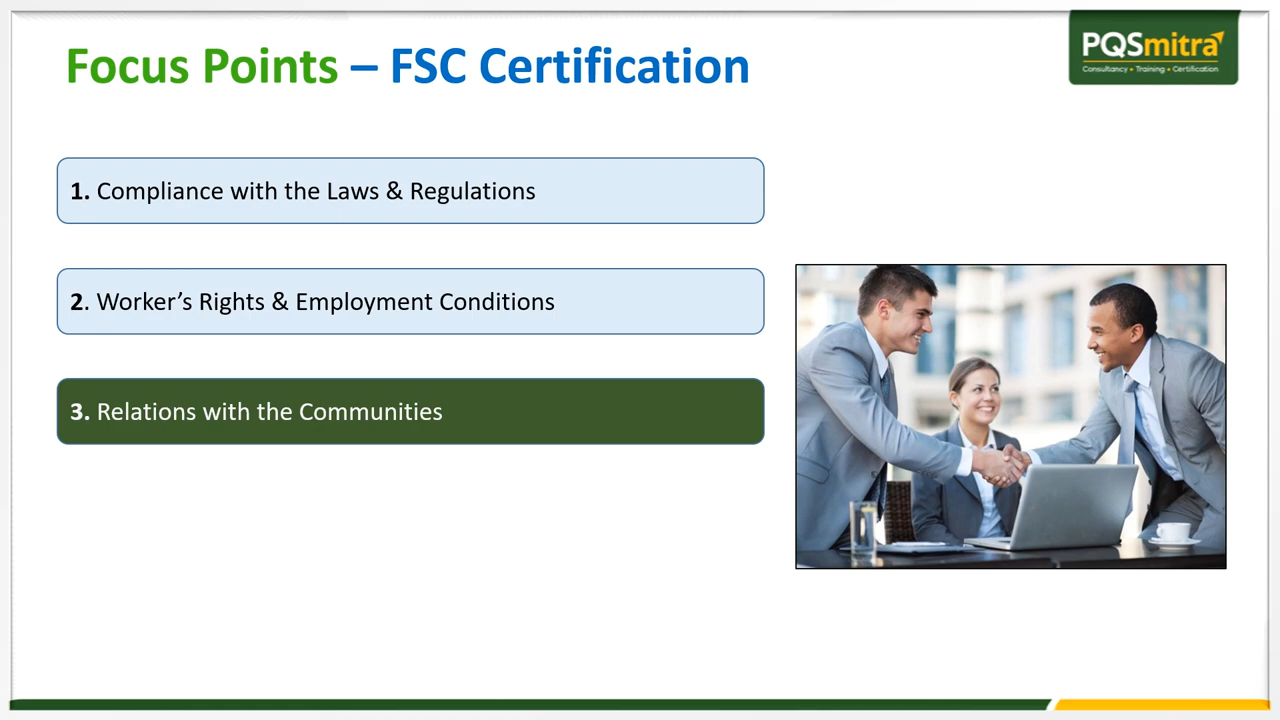 Focus Points – FSC Certification
PQSmitra
Consultancy • Training • Certification
1. Compliance with the Laws & Regulations
2. Worker’s Rights & Employment Conditions
3. Relations with the Communities